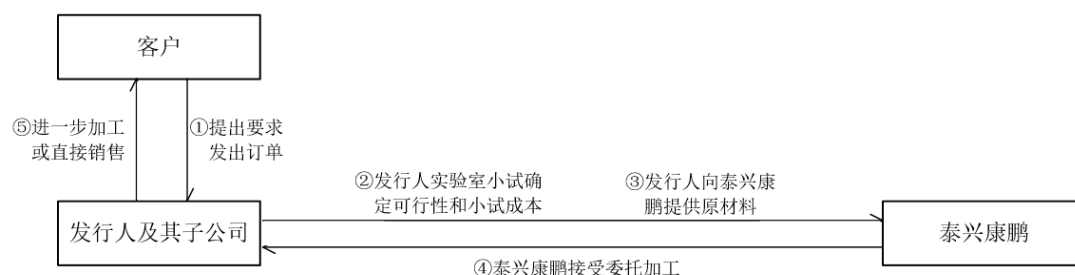 客户
⑤进一步加工
或直接销售
①提出要求
发出订单
②发行人实验室小试确
定可行性和小试成本
③发行人向泰兴康
鹏提供原材料
发行人及其子公司
泰兴康鹏
④泰兴康鹏接受委托加工